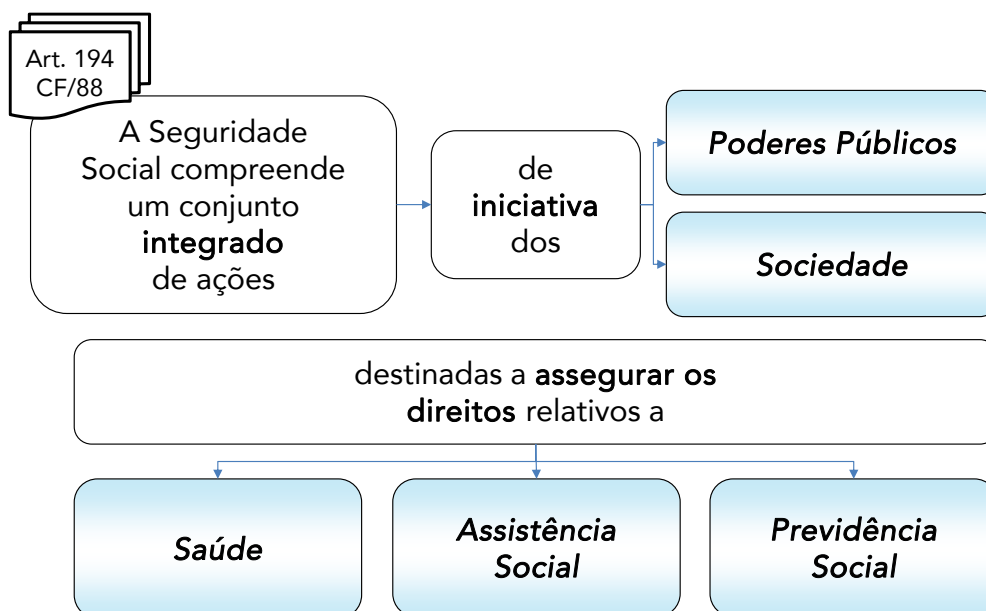 Art. 194
CF/88
A Seguridade
Social compreende
um conjunto
integrado
de ações
de
iniciativa
dos
Poderes Públicos
Sociedade
destinadas a assegurar os
direitos relativos a
Saúde
Assistência
Social
Previdência
Social